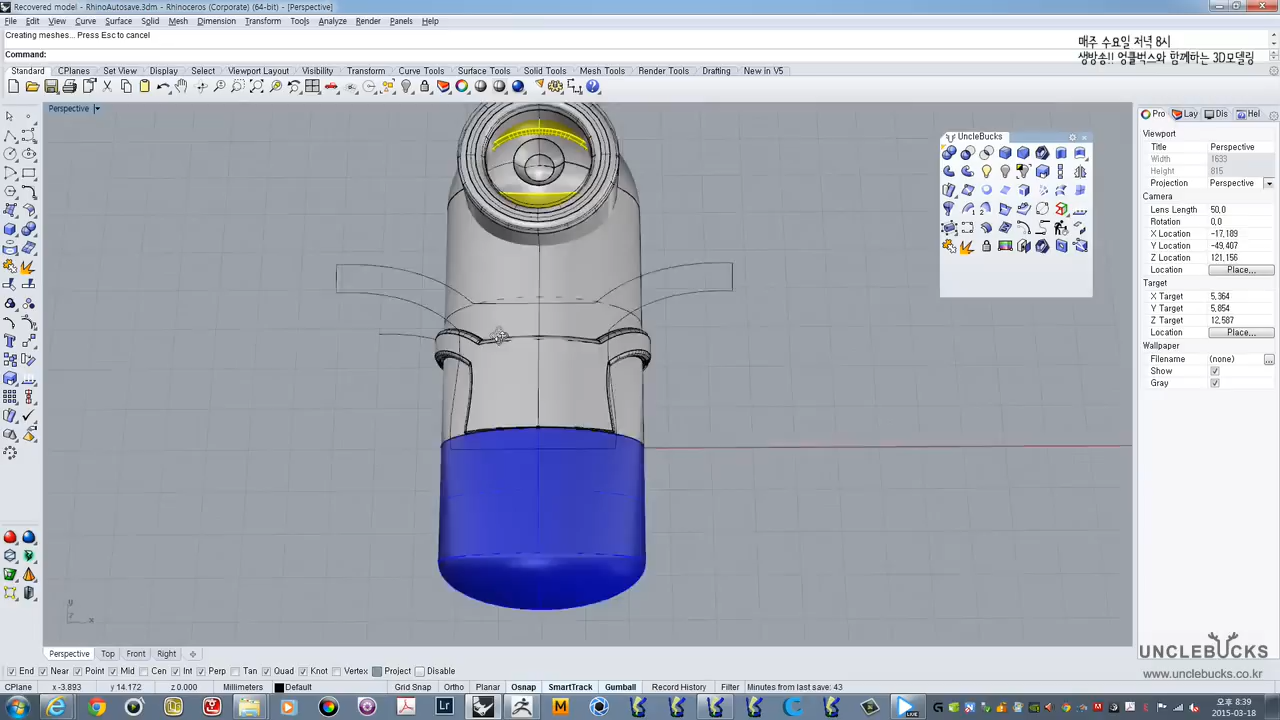 Recovered model - RhinoAutosave.3dm - Rhinoceros (Corporate) (64-bit) - [Perspective]
File Edit View Curve Surface Solid Mesh Dimension Transform Tools Analyze Render Panels Help
Creating meshes... Press Esc to cancel
매주 수요일 저녁 8시
Command:
생방송!! 엉클벅스와 함께하는 3D모델링
Standard CPlanes Set View Display Select Viewport Layout Visibility Transform Curve Tools Surface Tools Solid Tools Mesh Tools Render Tools Drafting New in V5
Perspective
UncleBucks
Pro Lay Dis Hel
Viewport
Title Perspective
Width 1633
Height 815
Projection Perspective
Camera
Lens Length 50,0
Rotation 0,0
X Location -17,189
Y Location -49,407
Z Location 121,156
Location Place...
Target
X Target 5,364
Y Target 5,854
Z Target 12,587
Location Place...
Wallpaper
Filename (none) ...
Show
Gray
y
z x
Perspective Top Front Right
UNCLEBUCKS
www.unclebucks.net
End Near Point Mid Cen Int Perp Tan Quad Knot Vertex Project Disable
CPlane x -3.893 y 14.172 z 0.000 Millimeters Default Grid Snap Ortho Planar Osnap SmartTrack Gumball Record History Filter Minutes from last save: 43
오후 8:39
2015-03-18